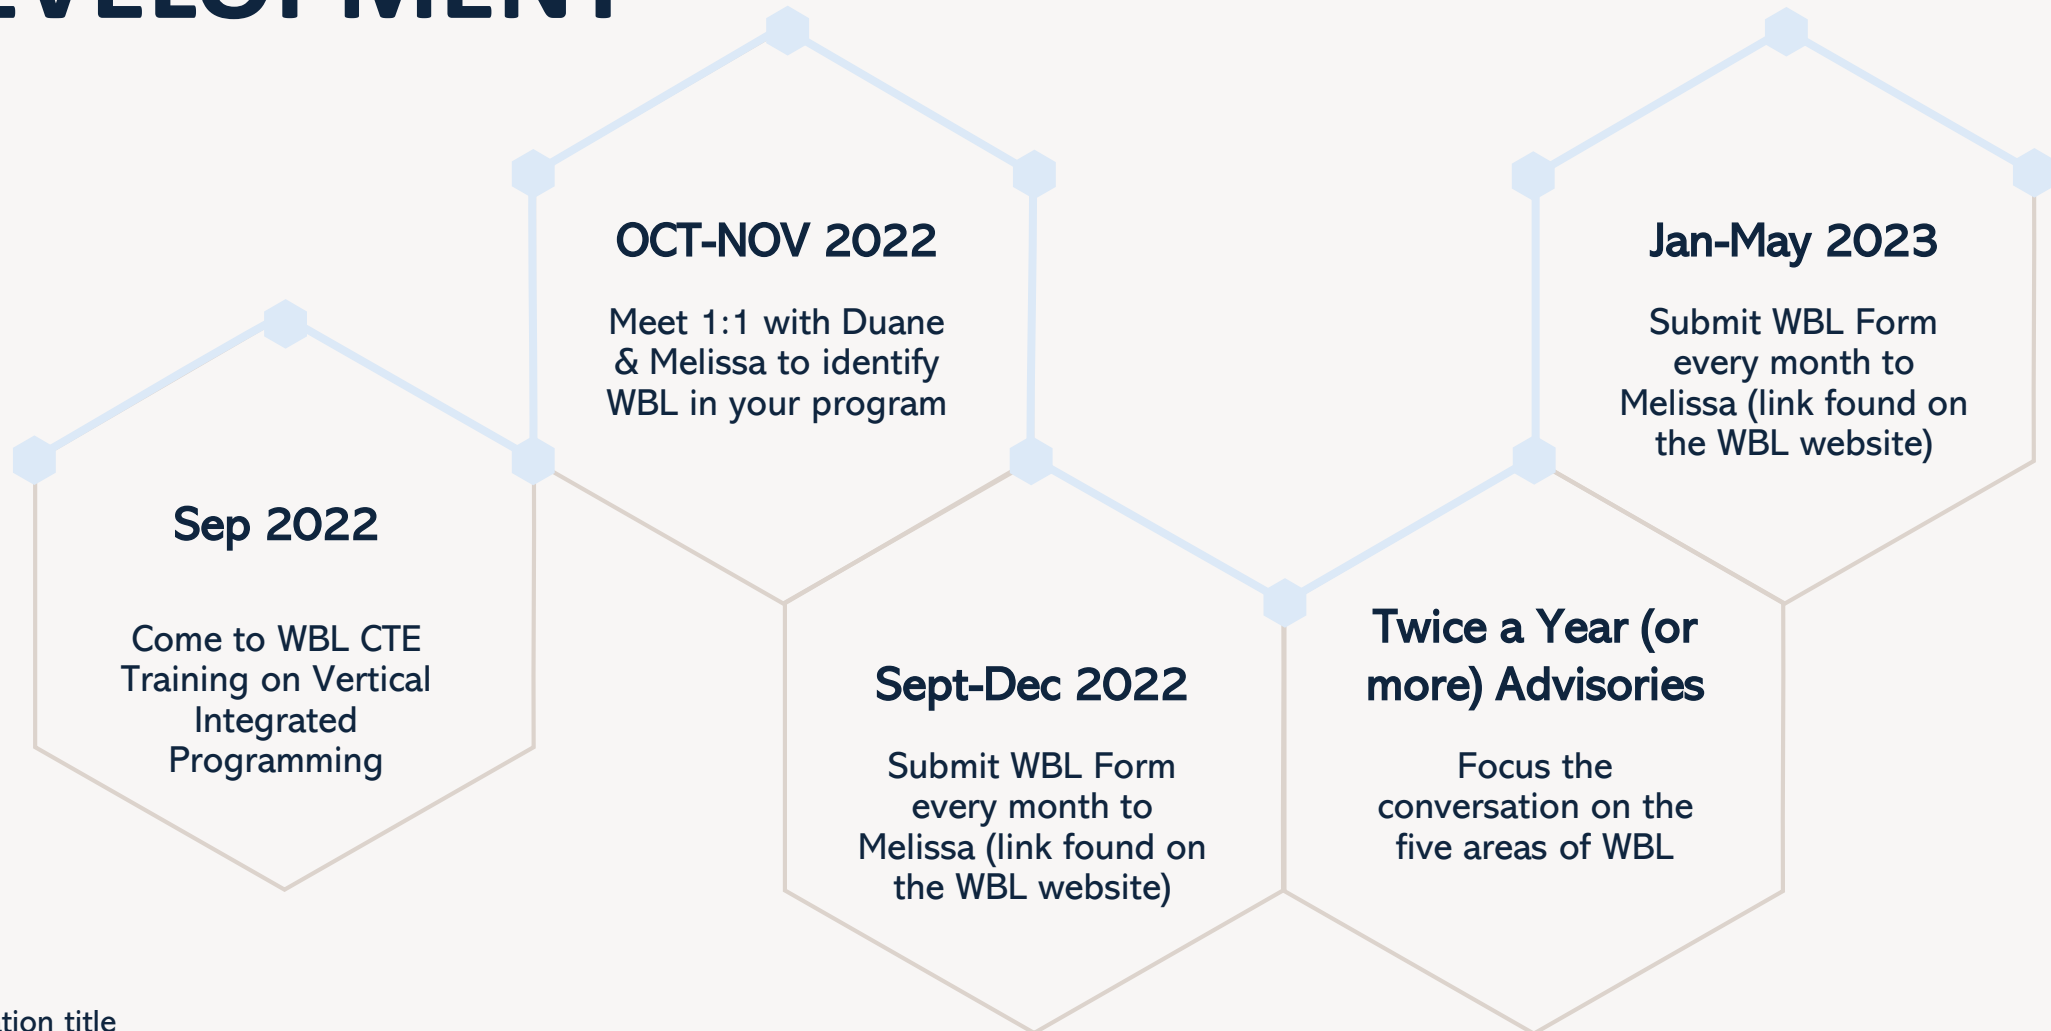 OCT-NOV 2022
Meet 1:1 with Duane
& Melissa to identify
WBL in your program
Jan-May 2023
Submit WBL Form
every month to
Melissa (link found on
the WBL website)
Sep 2022
Come to WBL CTE
Training on Vertical
Integrated
Programming
Sept-Dec 2022
Submit WBL Form
every month to
Melissa (link found on
the WBL website)
Twice a Year (or
more) Advisories
Focus the
conversation on the
five areas of WBL
title